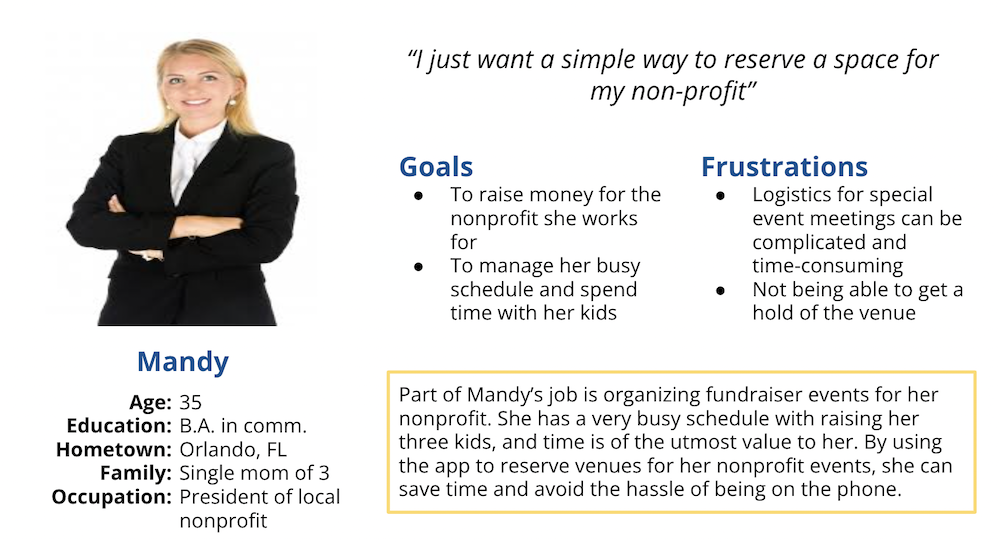 “I just want a simple way to reserve a space for
my non-profit”
Goals
● To raise money for the
nonprofit she works
for
● To manage her busy
schedule and spend
time with her kids
Frustrations
● Logistics for special
event meetings can be
complicated and
time-consuming
● Not being able to get a
hold of the venue
Mandy
Age: 35
Education: B.A. in comm.
Hometown: Orlando, FL
Family: Single mom of 3
Occupation: President of local
nonprofit
Part of Mandy’s job is organizing fundraiser events for her
nonprofit. She has a very busy schedule with raising her
three kids, and time is of the utmost value to her. By using
the app to reserve venues for her nonprofit events, she can
save time and avoid the hassle of being on the phone.